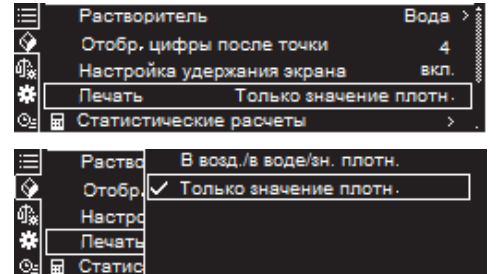 Растворитель Вода >
Отобр. цифры после точки 4
Настройка удержания экрана вкл.
Печать Только значение плотн.
Статистические расчеты >
Раство В возд./в воде/зн. плотн.
Отобр. ✓ Только значение плотн.
Настро
Печать
Статис